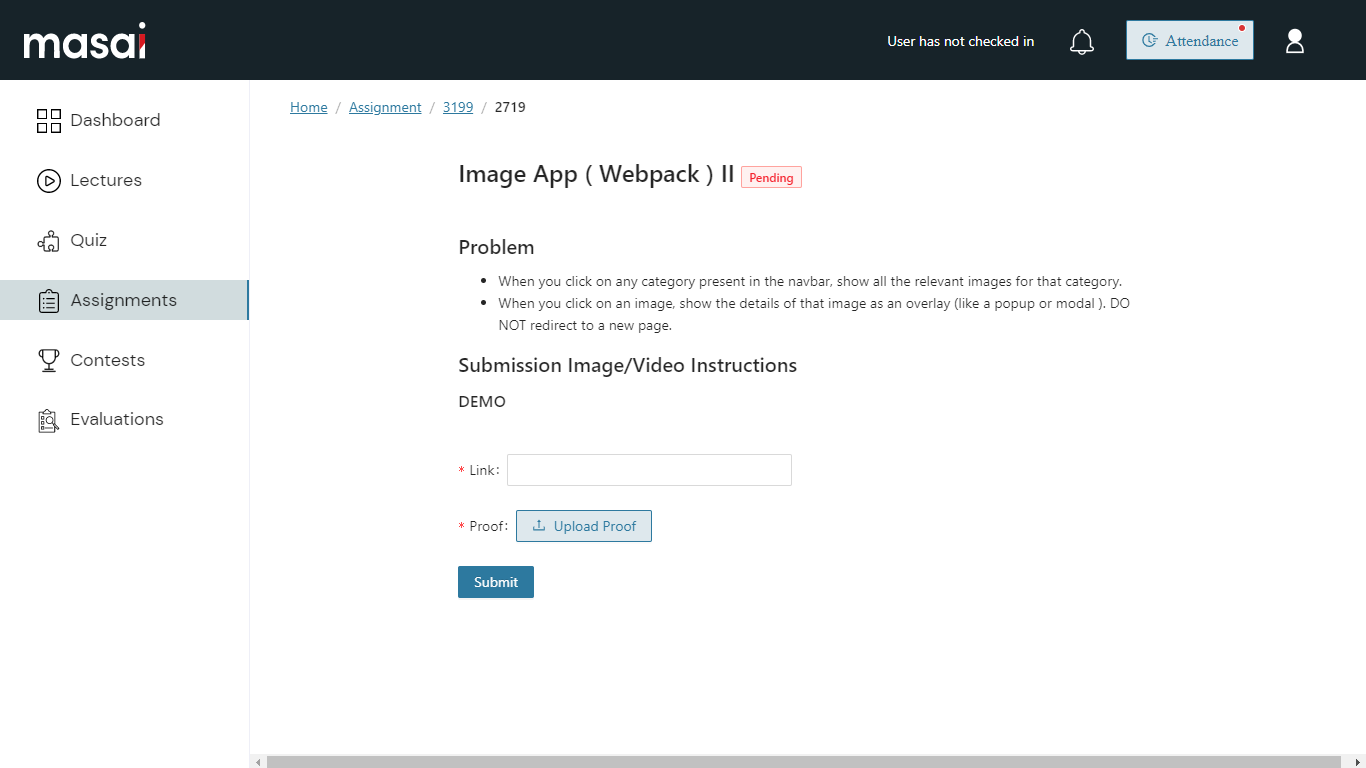 masai
User has not checked in
Attendance
Dashboard
Lectures
Quiz
Assignments
Contests
Evaluations
Home / Assignment / 3199 / 2719
Image App ( Webpack ) II Pending
Problem
• When you click on any category present in the navbar, show all the relevant images for that category.
• When you click on an image, show the details of that image as an overlay (like a popup or modal ). DO
NOT redirect to a new page.
Submission Image/Video Instructions
DEMO
* Link:
* Proof: Upload Proof
Submit